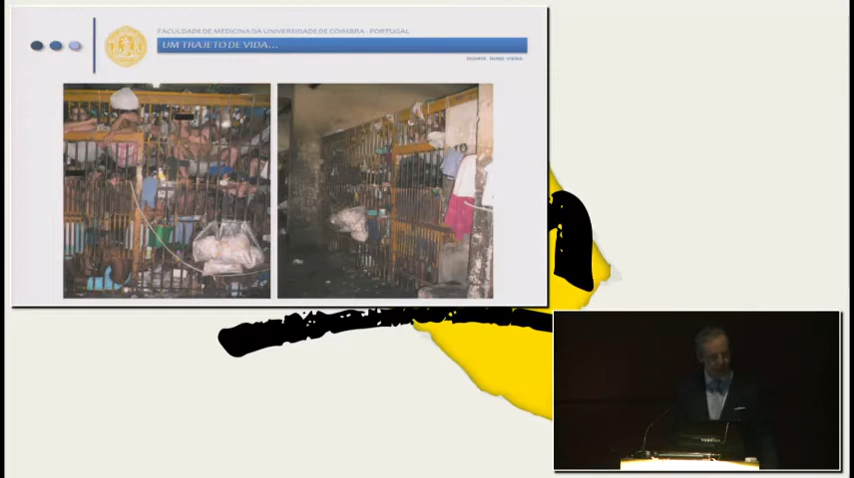 FACULDADE DE MEDICINA DA UNIVERSIDADE DE COIMBRA - PORTUGAL
UM TRAJETO DE VIDA...
DUARTE NUNO VIEIRA